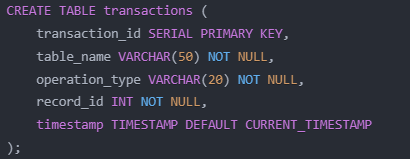 CREATE TABLE transactions (
    transaction_id SERIAL PRIMARY KEY,
    table_name VARCHAR(50) NOT NULL,
    operation_type VARCHAR(20) NOT NULL,
    record_id INT NOT NULL,
    timestamp TIMESTAMP DEFAULT CURRENT_TIMESTAMP
);